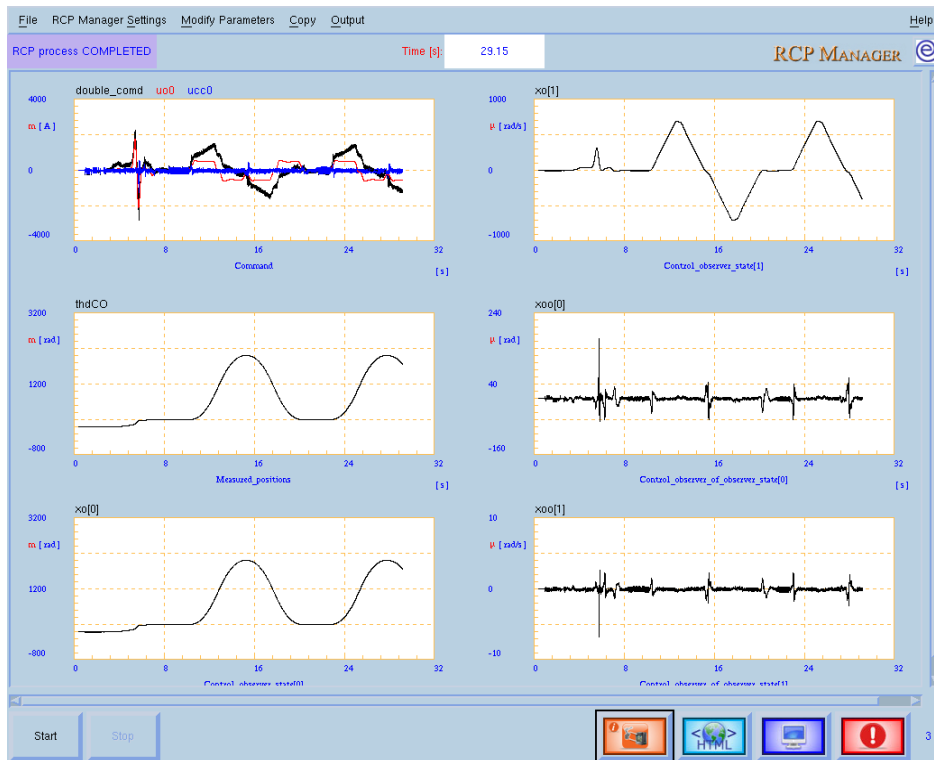 File RCP Manager Settings Modify Parameters Copy Output Help
RCP process COMPLETED Time [s]: 29.15 RCP MANAGER e
double_comd uo0 ucc0
4000
m [ A ]
0
-4000
0 8 16 24 32
Command
[ s ]
xo[1]
1000
μ [ rad/s ]
0
-1000
0 8 16 24 32
Control_observer_state[1]
[ s ]
thdCO
3200
m [ rad ]
1200
-800
0 8 16 24 32
Measured_positions
[ s ]
xoo[0]
240
μ [ rad ]
40
-160
0 8 16 24 32
Control_observer_of_observer_state[0]
[ s ]
xo[0]
3200
m [ rad ]
1200
-800
0 8 16 24 32
Control_observer_state[0]
xoo[1]
10
μ [ rad/s ]
0
-10
0 8 16 24 32
Control_observer_of_observer_state[1]
Start Stop i <HTML> ! 3